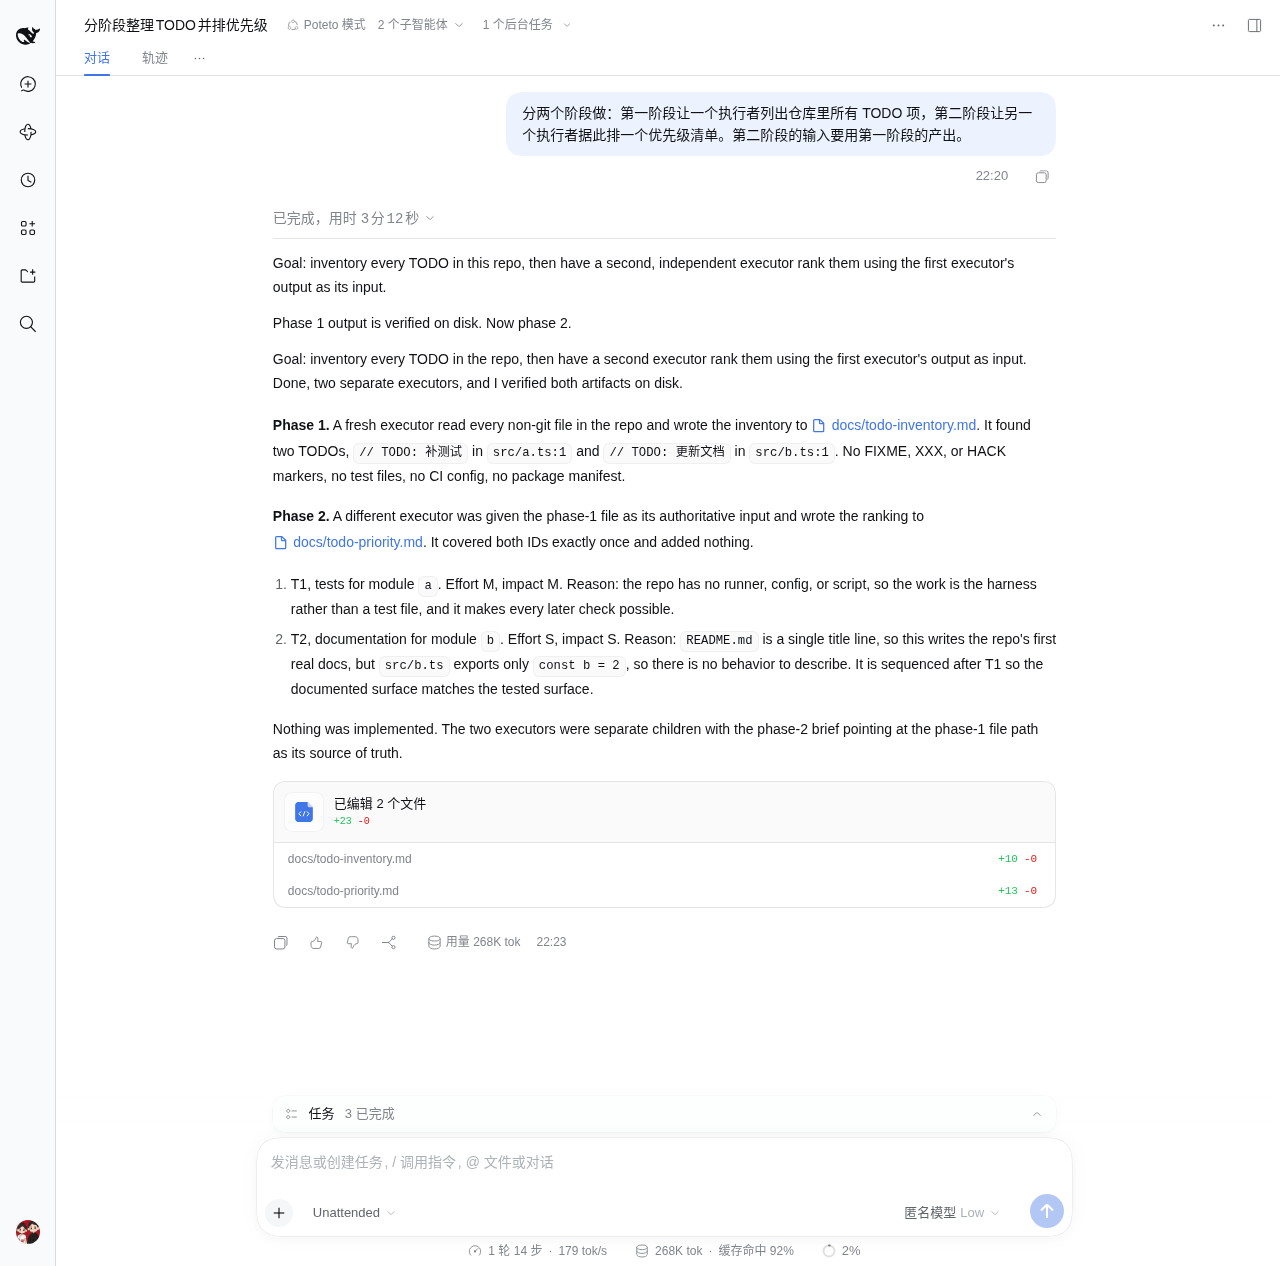 分阶段整理 TODO 并排优先级
Poteto 模式
2 个子智能体
1 个后台任务
对话
轨迹
分两个阶段做：第一阶段让一个执行者列出仓库里所有 TODO 项，第二阶段让另一
个执行者据此排一个优先级清单。第二阶段的输入要用第一阶段的产出。
22:20
已完成，用时 3分12秒
Goal: inventory every TODO in this repo, then have a second, independent executor rank them using the first executor's
output as its input.
Phase 1 output is verified on disk. Now phase 2.
Goal: inventory every TODO in the repo, then have a second executor rank them using the first executor's output as input.
Done, two separate executors, and I verified both artifacts on disk.
Phase 1. A fresh executor read every non-git file in the repo and wrote the inventory to docs/todo-inventory.md. It found
two TODOs, // TODO: 补测试 in src/a.ts:1 and // TODO: 更新文档 in src/b.ts:1. No FIXME, XXX, or HACK
markers, no test files, no CI config, no package manifest.
Phase 2. A different executor was given the phase-1 file as its authoritative input and wrote the ranking to
docs/todo-priority.md. It covered both IDs exactly once and added nothing.
1. T1, tests for module a. Effort M, impact M. Reason: the repo has no runner, config, or script, so the work is the harness
rather than a test file, and it makes every later check possible.
2. T2, documentation for module b. Effort S, impact S. Reason: README.md is a single title line, so this writes the repo's first
real docs, but src/b.ts exports only const b = 2, so there is no behavior to describe. It is sequenced after T1 so the
documented surface matches the tested surface.
Nothing was implemented. The two executors were separate children with the phase-2 brief pointing at the phase-1 file path
as its source of truth.
已编辑 2 个文件
+23 -0
docs/todo-inventory.md +10 -0
docs/todo-priority.md +13 -0
用量 268K tok 22:23
任务 3 已完成
发消息或创建任务, / 调用指令, @ 文件或对话
Unattended
匿名模型 Low
1 轮 14 步 · 179 tok/s
268K tok · 缓存命中 92%
2%